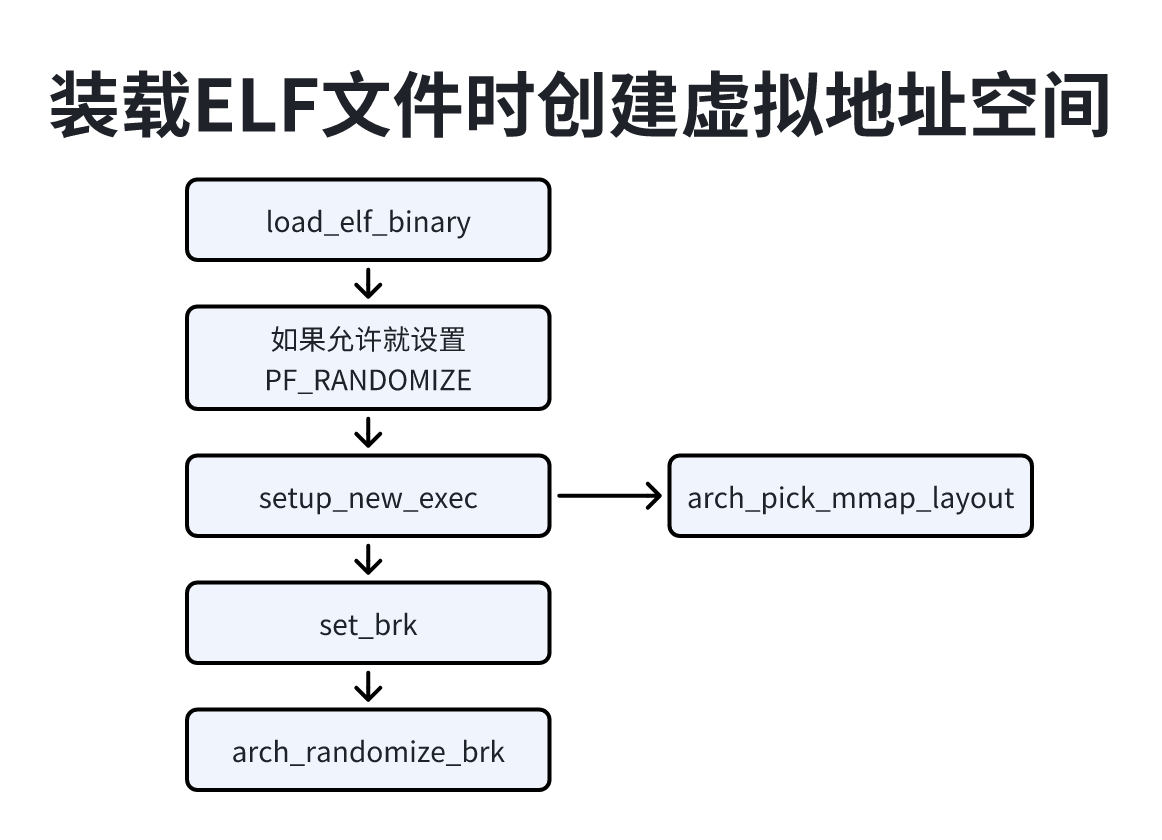 装载ELF文件时创建虚拟地址空间
load_elf_binary
如果允许就设置
PF_RANDOMIZE
setup_new_exec
arch_pick_mmap_layout
set_brk
arch_randomize_brk